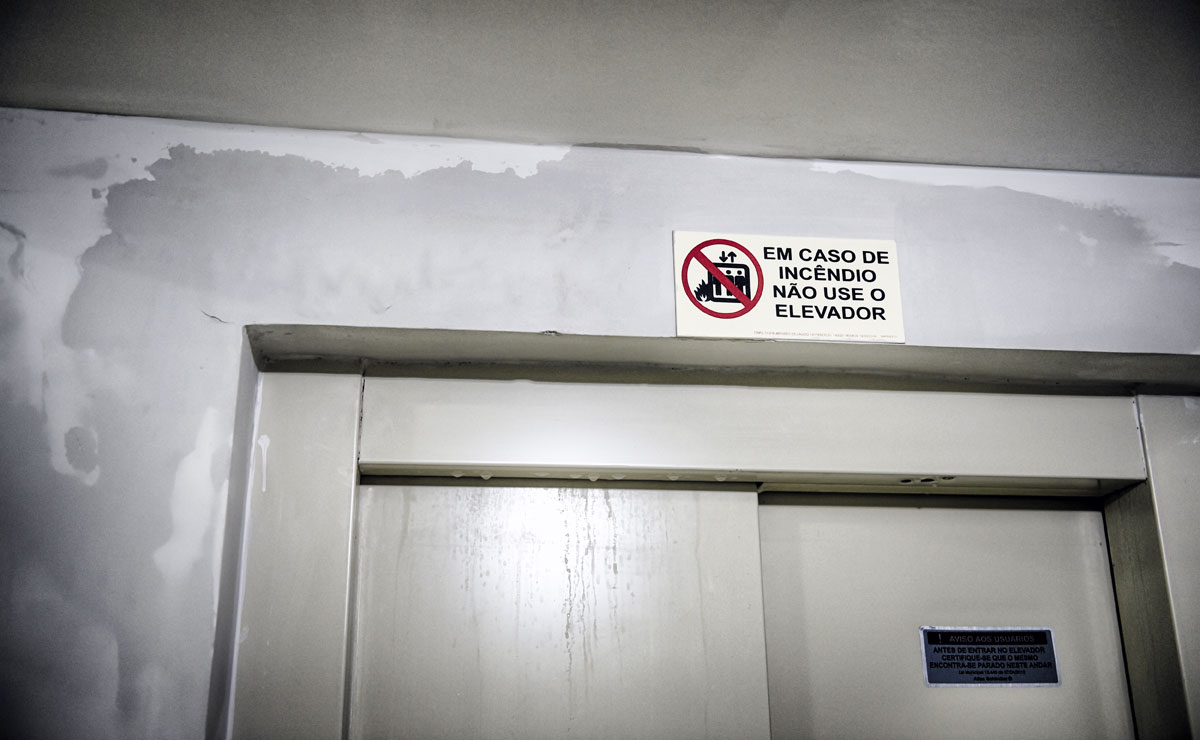 EM CASO DE
INCÊNDIO
NÃO USE O
ELEVADOR
! AVISO AOS USUÁRIOS
ANTES DE ENTRAR NO ELEVADOR
CERTIFIQUE-SE QUE O MESMO
ENCONTRA-SE PARADO NESTE ANDAR